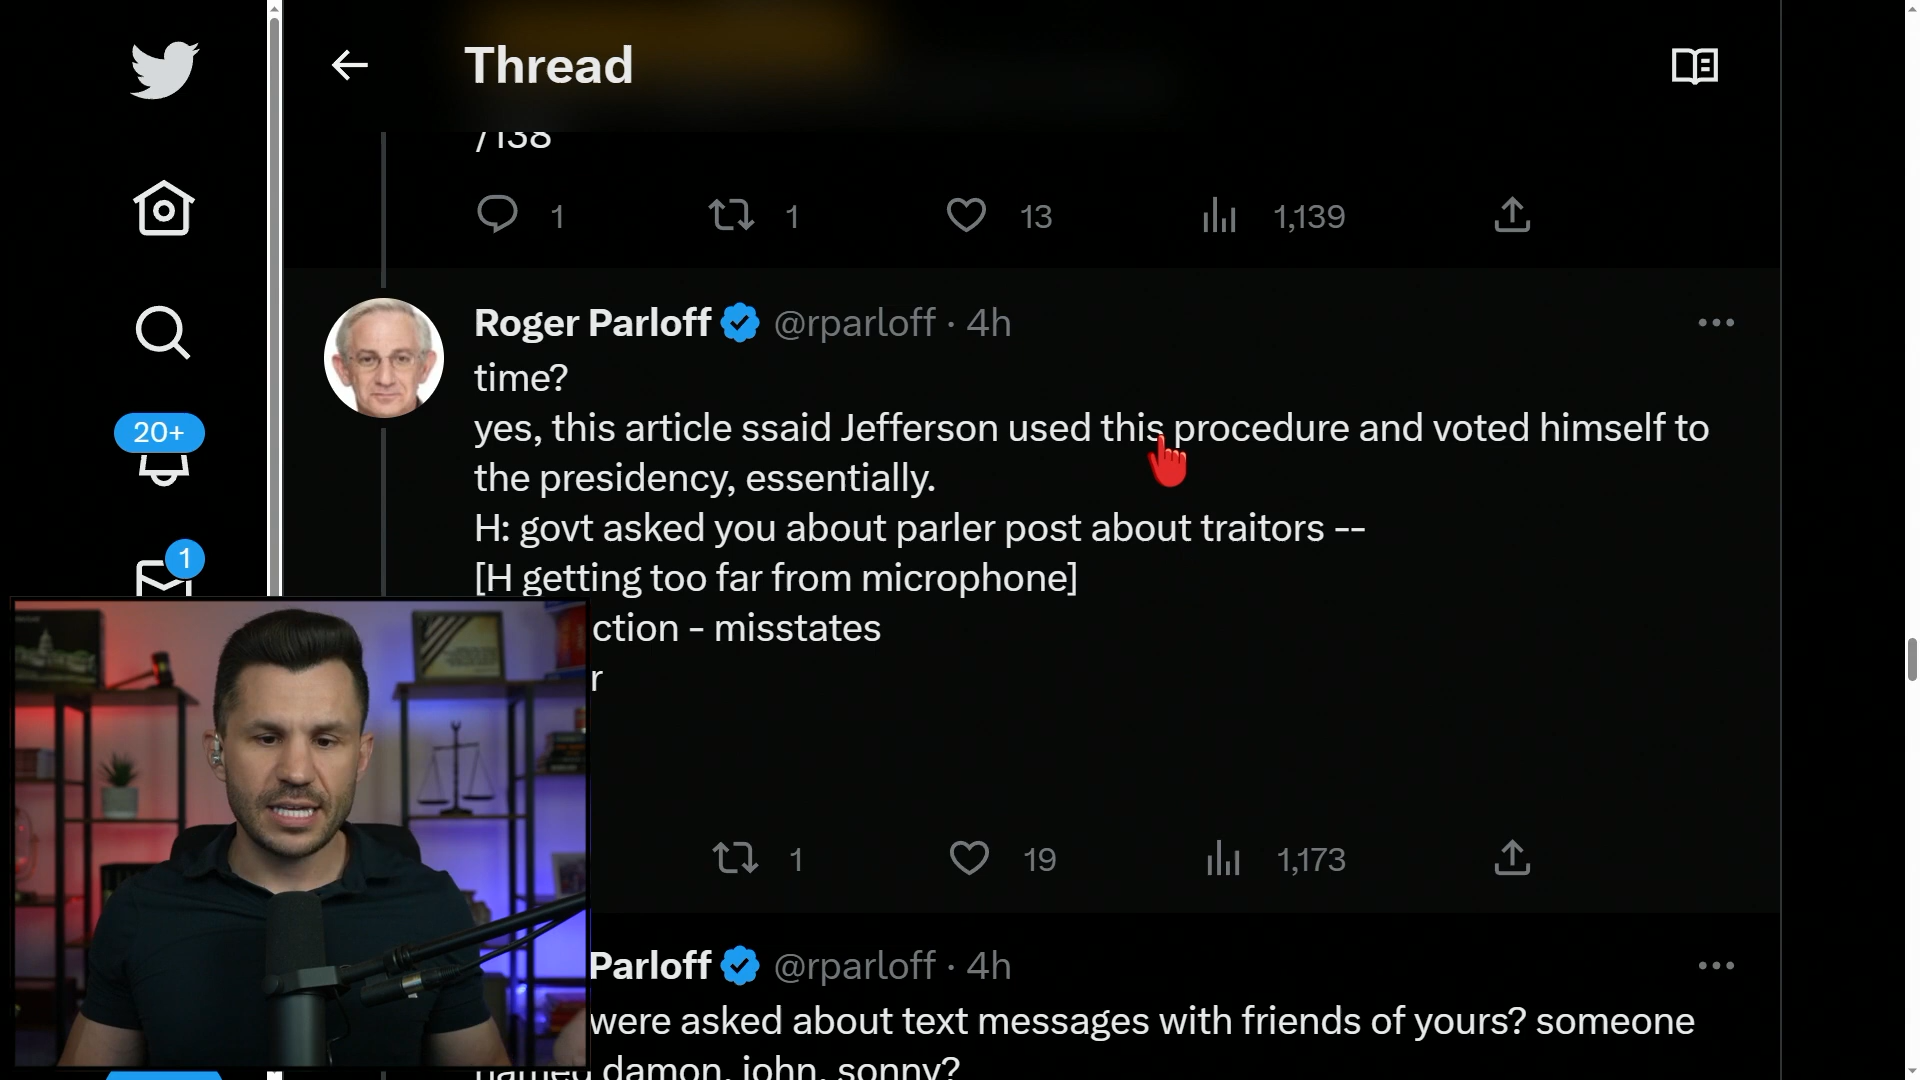 Thread
/138
1 1 13 1,139
Roger Parloff @rparloff · 4h
time?
yes, this article ssaid Jefferson used this procedure and voted himself to
the presidency, essentially.
H: govt asked you about parler post about traitors --
[H getting too far from microphone]
ction - misstates
r
20+
1
1 19 1,173
Parloff @rparloff · 4h
were asked about text messages with friends of yours? someone
named damon, john, sonny?